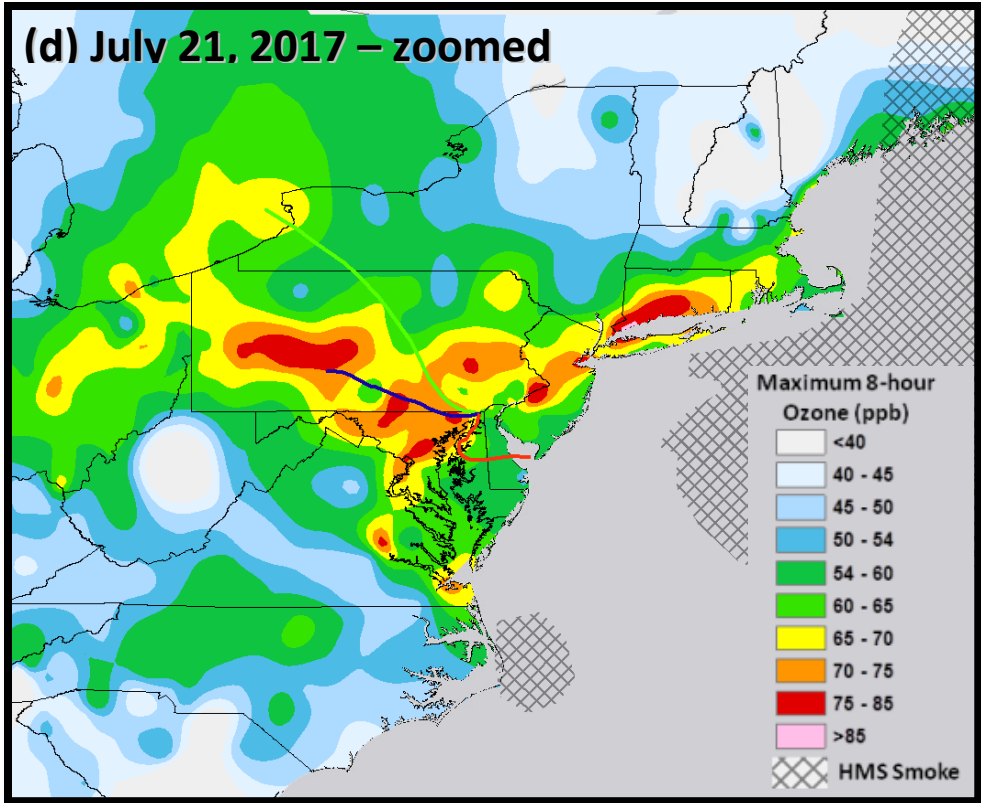 (d) July 21, 2017 – zoomed
Maximum 8-hour
Ozone (ppb)
<40
40 - 45
45 - 50
50 - 54
54 - 60
60 - 65
65 - 70
70 - 75
75 - 85
>85
HMS Smoke